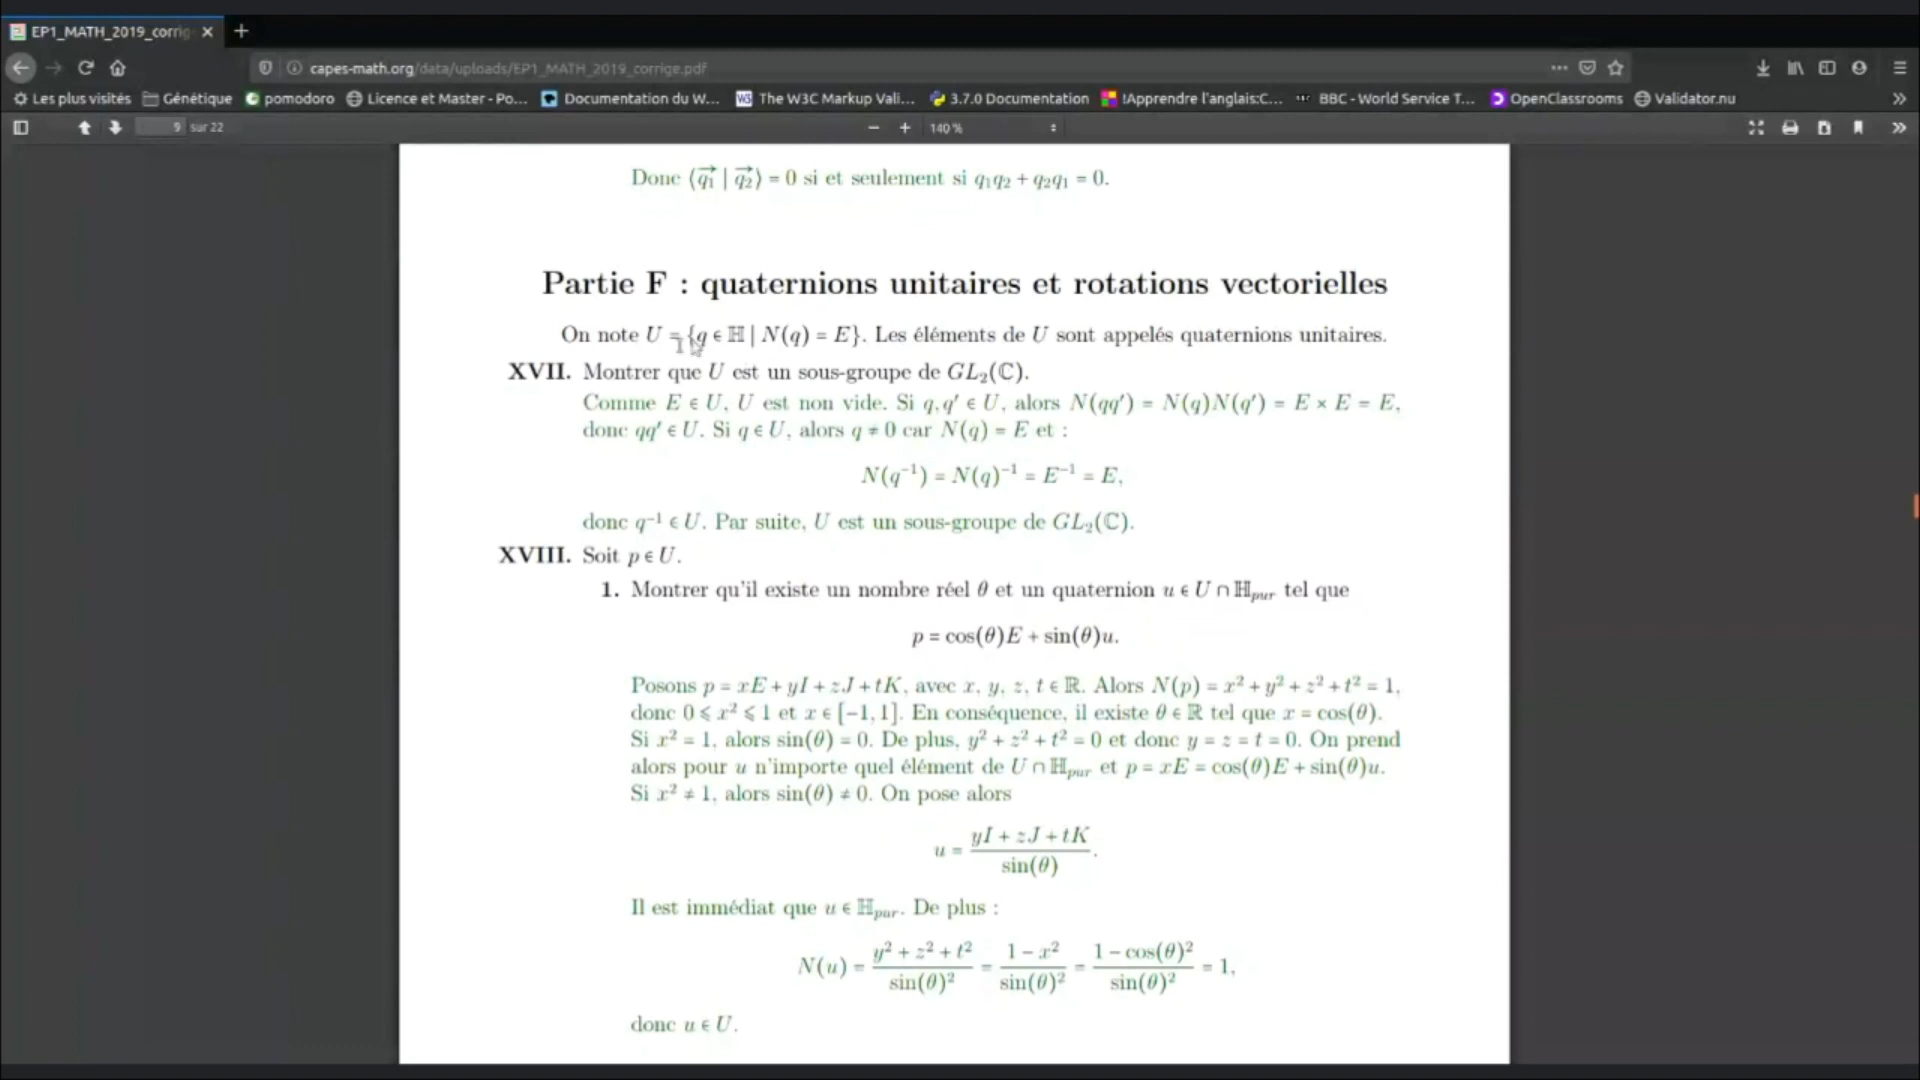 EP1_MATH_2019_corrig
capes-math.org/data/uploads/EP1_MATH_2019_corrige.pdf
Les plus visités Génétique pomodoro Licence et Master - Po... Documentation du W... The W3C Markup Vali... 3.7.0 Documentation !Apprendre l'anglais:C... BBC - World Service T... OpenClassrooms Validator.nu
9 sur 22 140 %
Donc ⟨q₁⃗ | q₂⃗⟩ = 0 si et seulement si q₁q₂ + q₂q₁ = 0.
Partie F : quaternions unitaires et rotations vectorielles
On note U = {q ∈ ℍ | N(q) = E}. Les éléments de U sont appelés quaternions unitaires.
XVII. Montrer que U est un sous-groupe de GL₂(ℂ).
Comme E ∈ U, U est non vide. Si q, q′ ∈ U, alors N(qq′) = N(q)N(q′) = E × E = E,
donc qq′ ∈ U. Si q ∈ U, alors q ≠ 0 car N(q) = E et :
N(q⁻¹) = N(q)⁻¹ = E⁻¹ = E,
donc q⁻¹ ∈ U. Par suite, U est un sous-groupe de GL₂(ℂ).
XVIII. Soit p ∈ U.
1. Montrer qu'il existe un nombre réel θ et un quaternion u ∈ U ∩ ℍpur tel que
p = cos(θ)E + sin(θ)u.
Posons p = xE + yI + zJ + tK, avec x, y, z, t ∈ ℝ. Alors N(p) = x² + y² + z² + t² = 1,
donc 0 ⩽ x² ⩽ 1 et x ∈ [−1, 1]. En conséquence, il existe θ ∈ ℝ tel que x = cos(θ).
Si x² = 1, alors sin(θ) = 0. De plus, y² + z² + t² = 0 et donc y = z = t = 0. On prend
alors pour u n'importe quel élément de U ∩ ℍpur et p = xE = cos(θ)E + sin(θ)u.
Si x² ≠ 1, alors sin(θ) ≠ 0. On pose alors
u = (yI + zJ + tK)/sin(θ).
Il est immédiat que u ∈ ℍpur. De plus :
N(u) = (y² + z² + t²)/sin(θ)² = (1 − x²)/sin(θ)² = (1 − cos(θ)²)/sin(θ)² = 1,
donc u ∈ U.